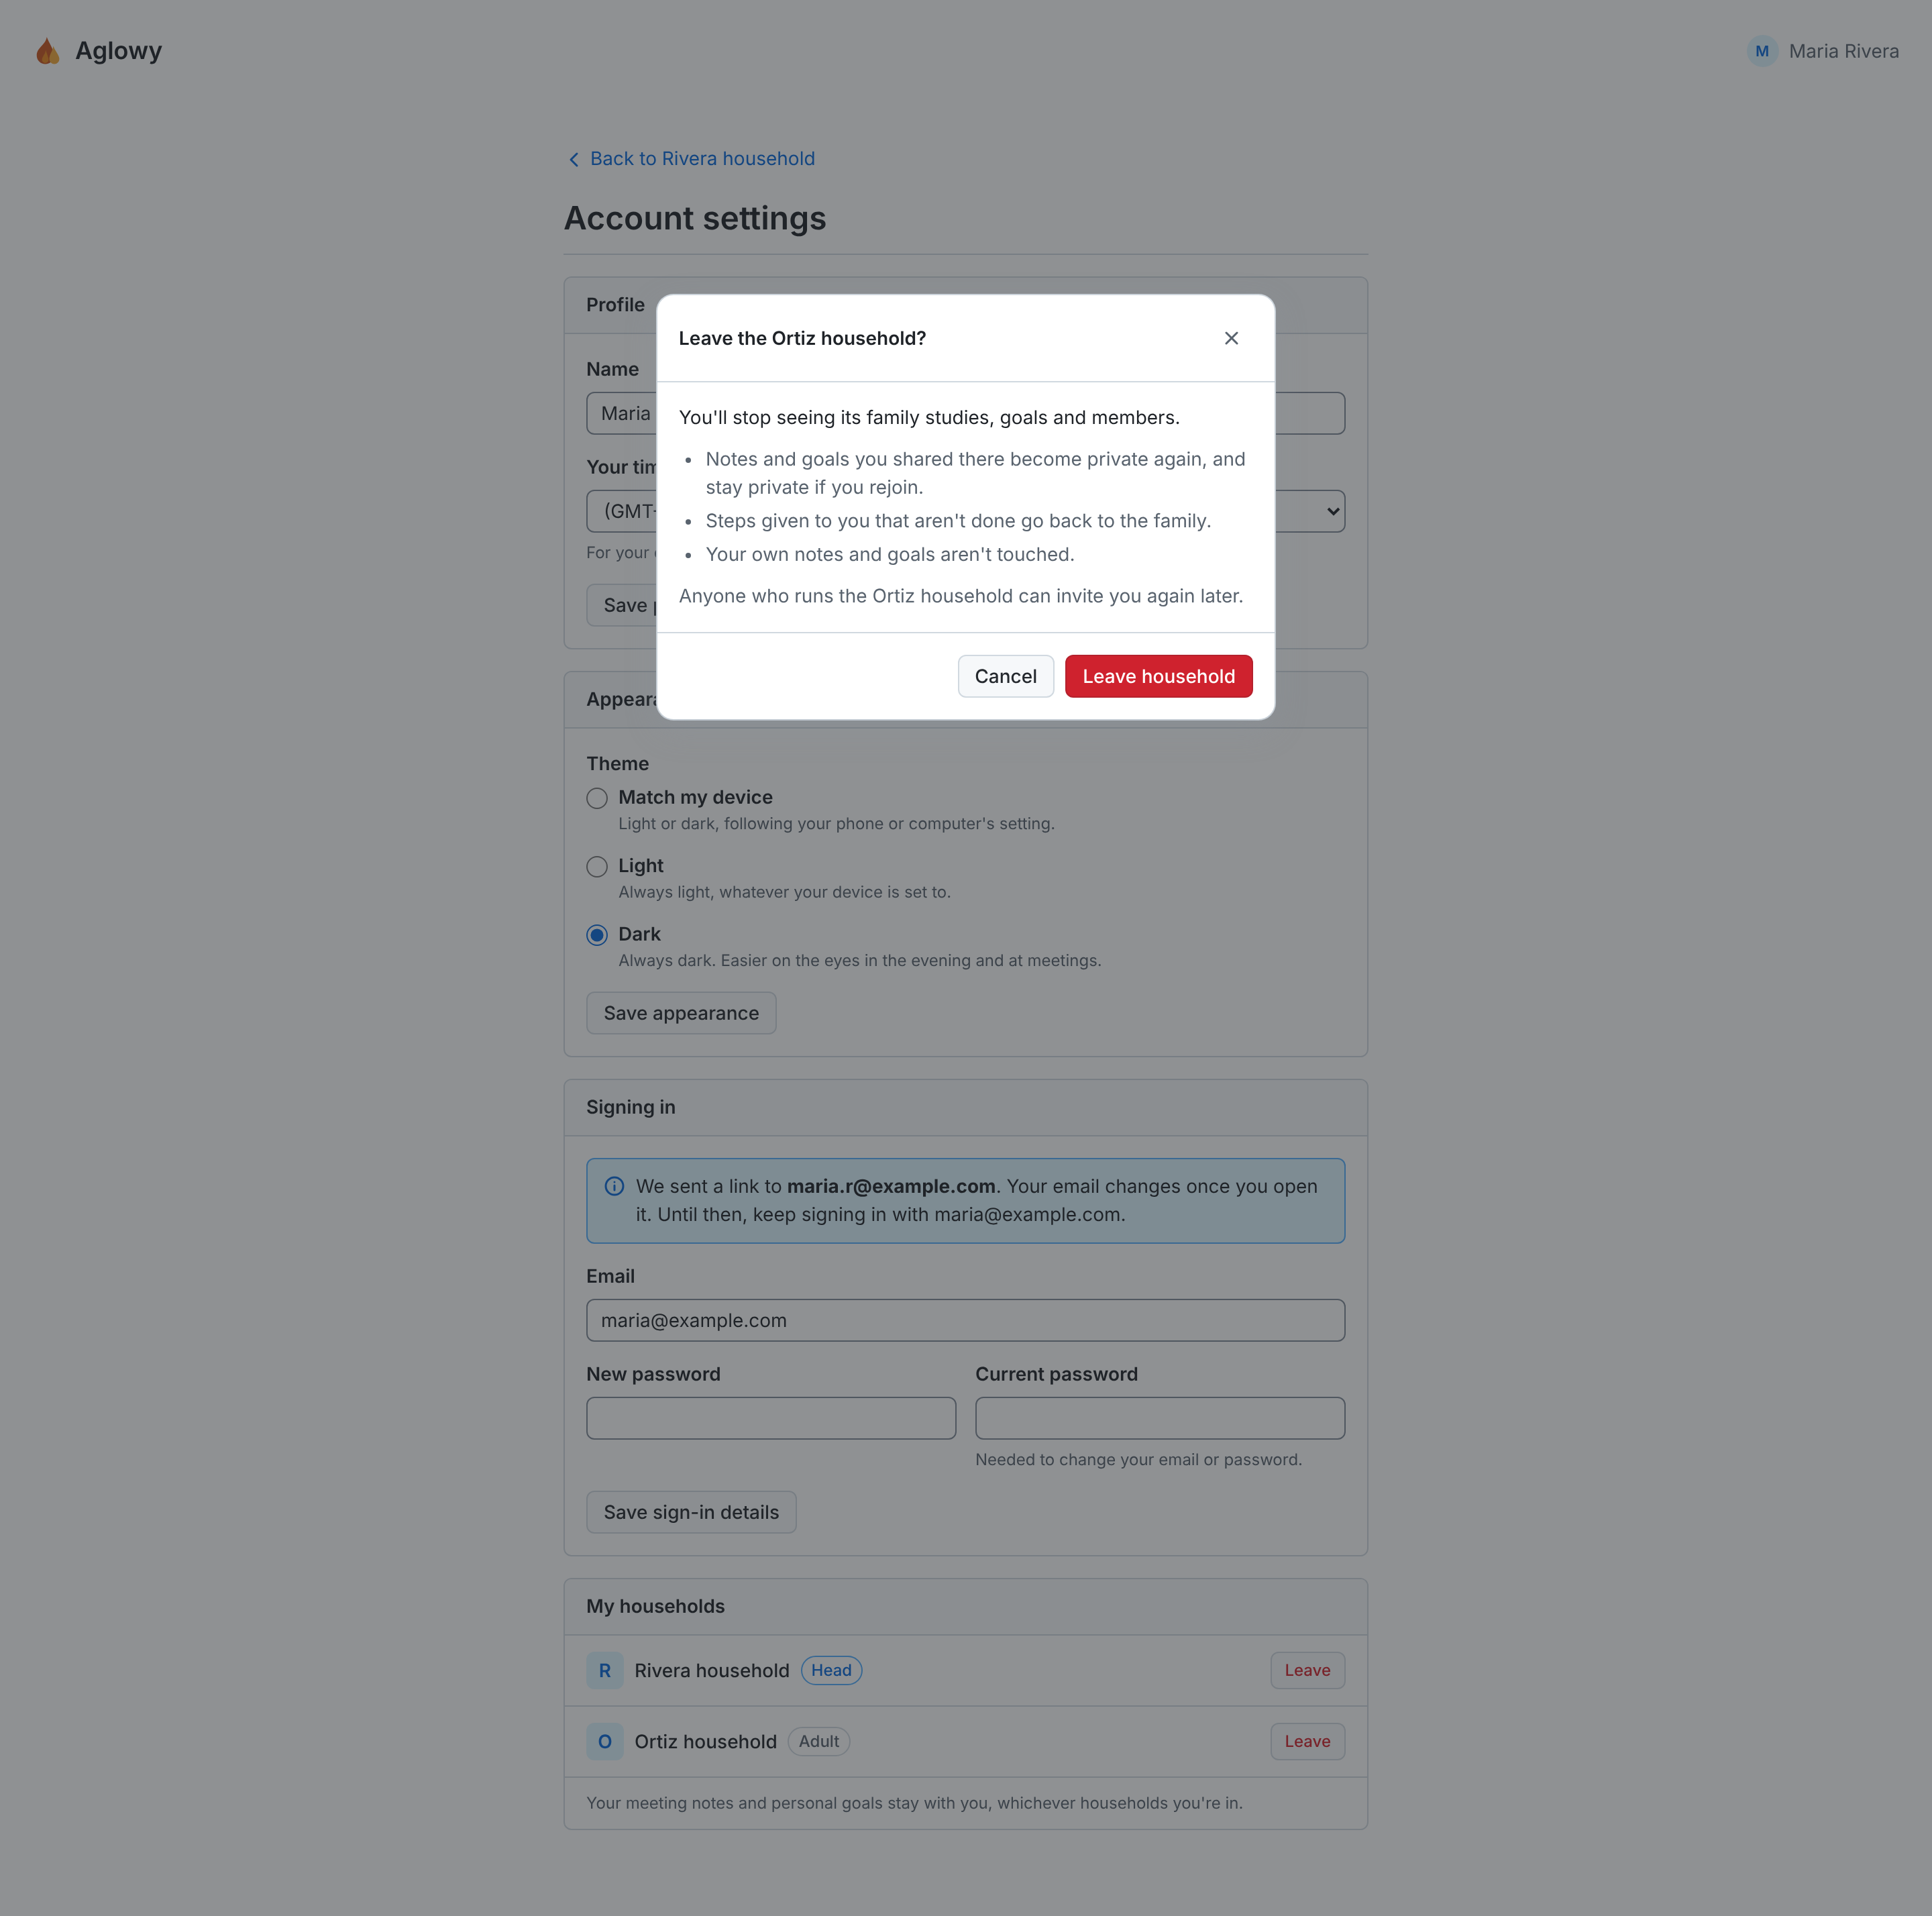 Aglowy
M Maria Rivera
Back to Rivera household
Account settings
Profile
Name
Maria
Your
(GMT-
For your
Save
Leave the Ortiz household?
You'll stop seeing its family studies, goals and members.
• Notes and goals you shared there become private again, and
stay private if you rejoin.
• Steps given to you that aren't done go back to the family.
• Your own notes and goals aren't touched.
Anyone who runs the Ortiz household can invite you again later.
Cancel
Leave household
Theme
Match my device
Light or dark, following your phone or computer's setting.
Light
Always light, whatever your device is set to.
Dark
Always dark. Easier on the eyes in the evening and at meetings.
Save appearance
Signing in
We sent a link to maria.r@example.com. Your email changes once you open
it. Until then, keep signing in with maria@example.com.
Email
maria@example.com
New password
Current password
Needed to change your email or password.
Save sign-in details
My households
R Rivera household Head Leave
O Ortiz household Adult Leave
Your meeting notes and personal goals stay with you, whichever households you're in.